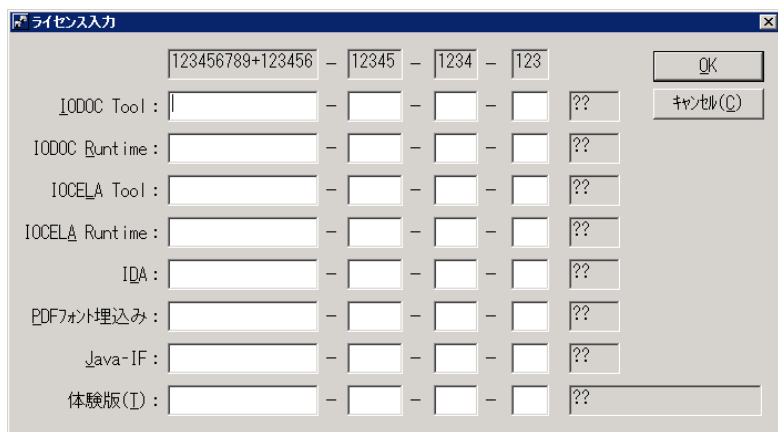 ライセンス入力
123456789+123456 - 12345 - 1234 - 123 OK
IODOC Tool: - - - ?? ｷｬﾝｾﾙ(C)
IODOC Runtime: - - - ??
IOCELA Tool: - - - ??
IOCELA Runtime: - - - ??
IDA: - - - ??
PDFﾌｫﾝﾄ埋込み: - - - ??
Java-IF: - - - ??
体験版(T): - - - ??